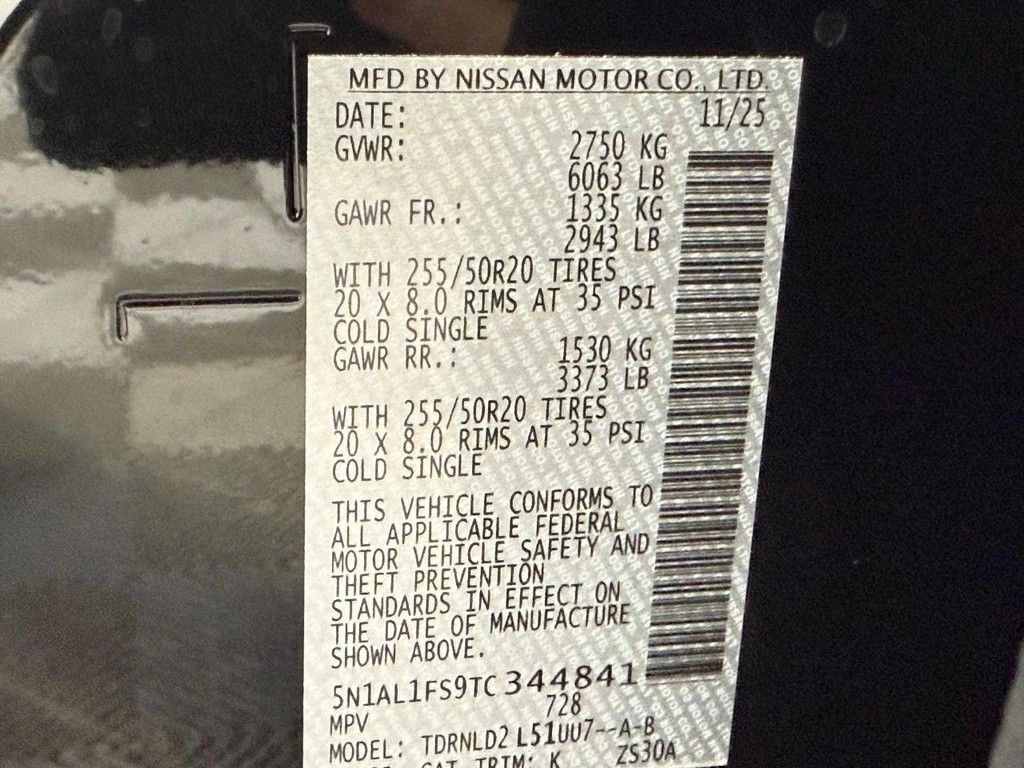 MFD BY NISSAN MOTOR CO., LTD.
DATE: 11/25
GVWR: 2750 KG
6063 LB
GAWR FR.: 1335 KG
2943 LB
WITH 255/50R20 TIRES
20 X 8.0 RIMS AT 35 PSI
COLD SINGLE
GAWR RR.: 1530 KG
3373 LB
WITH 255/50R20 TIRES
20 X 8.0 RIMS AT 35 PSI
COLD SINGLE
THIS VEHICLE CONFORMS TO
ALL APPLICABLE FEDERAL
MOTOR VEHICLE SAFETY AND
THEFT PREVENTION
STANDARDS IN EFFECT ON
THE DATE OF MANUFACTURE
SHOWN ABOVE.
5N1AL1FS9TC344841
MPV 728
MODEL: TDRNLD2 L51UU7--A-B
TRIM: K ZS30A